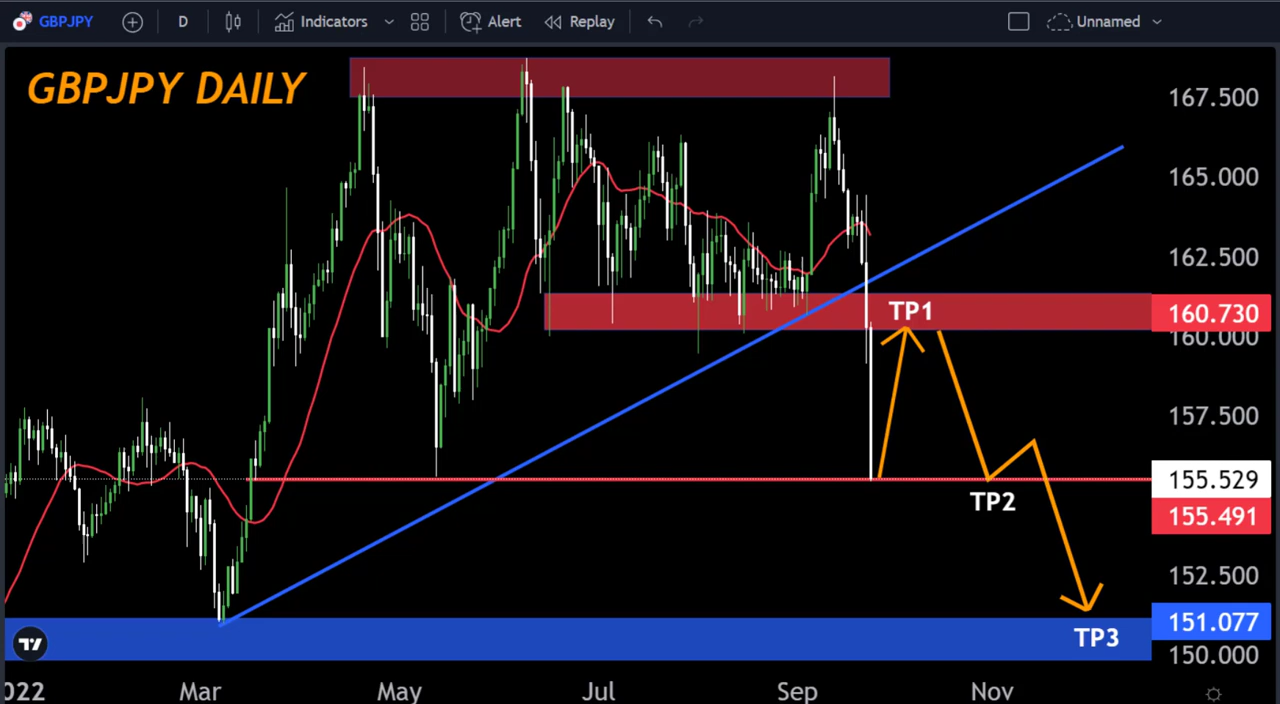 GBPJPY D Indicators Alert Replay Unnamed
GBPJPY DAILY
167.500
165.000
162.500
TP1
160.730
160.000
157.500
155.529
TP2
155.491
152.500
151.077
TP3
150.000
2022 Mar May Jul Sep Nov